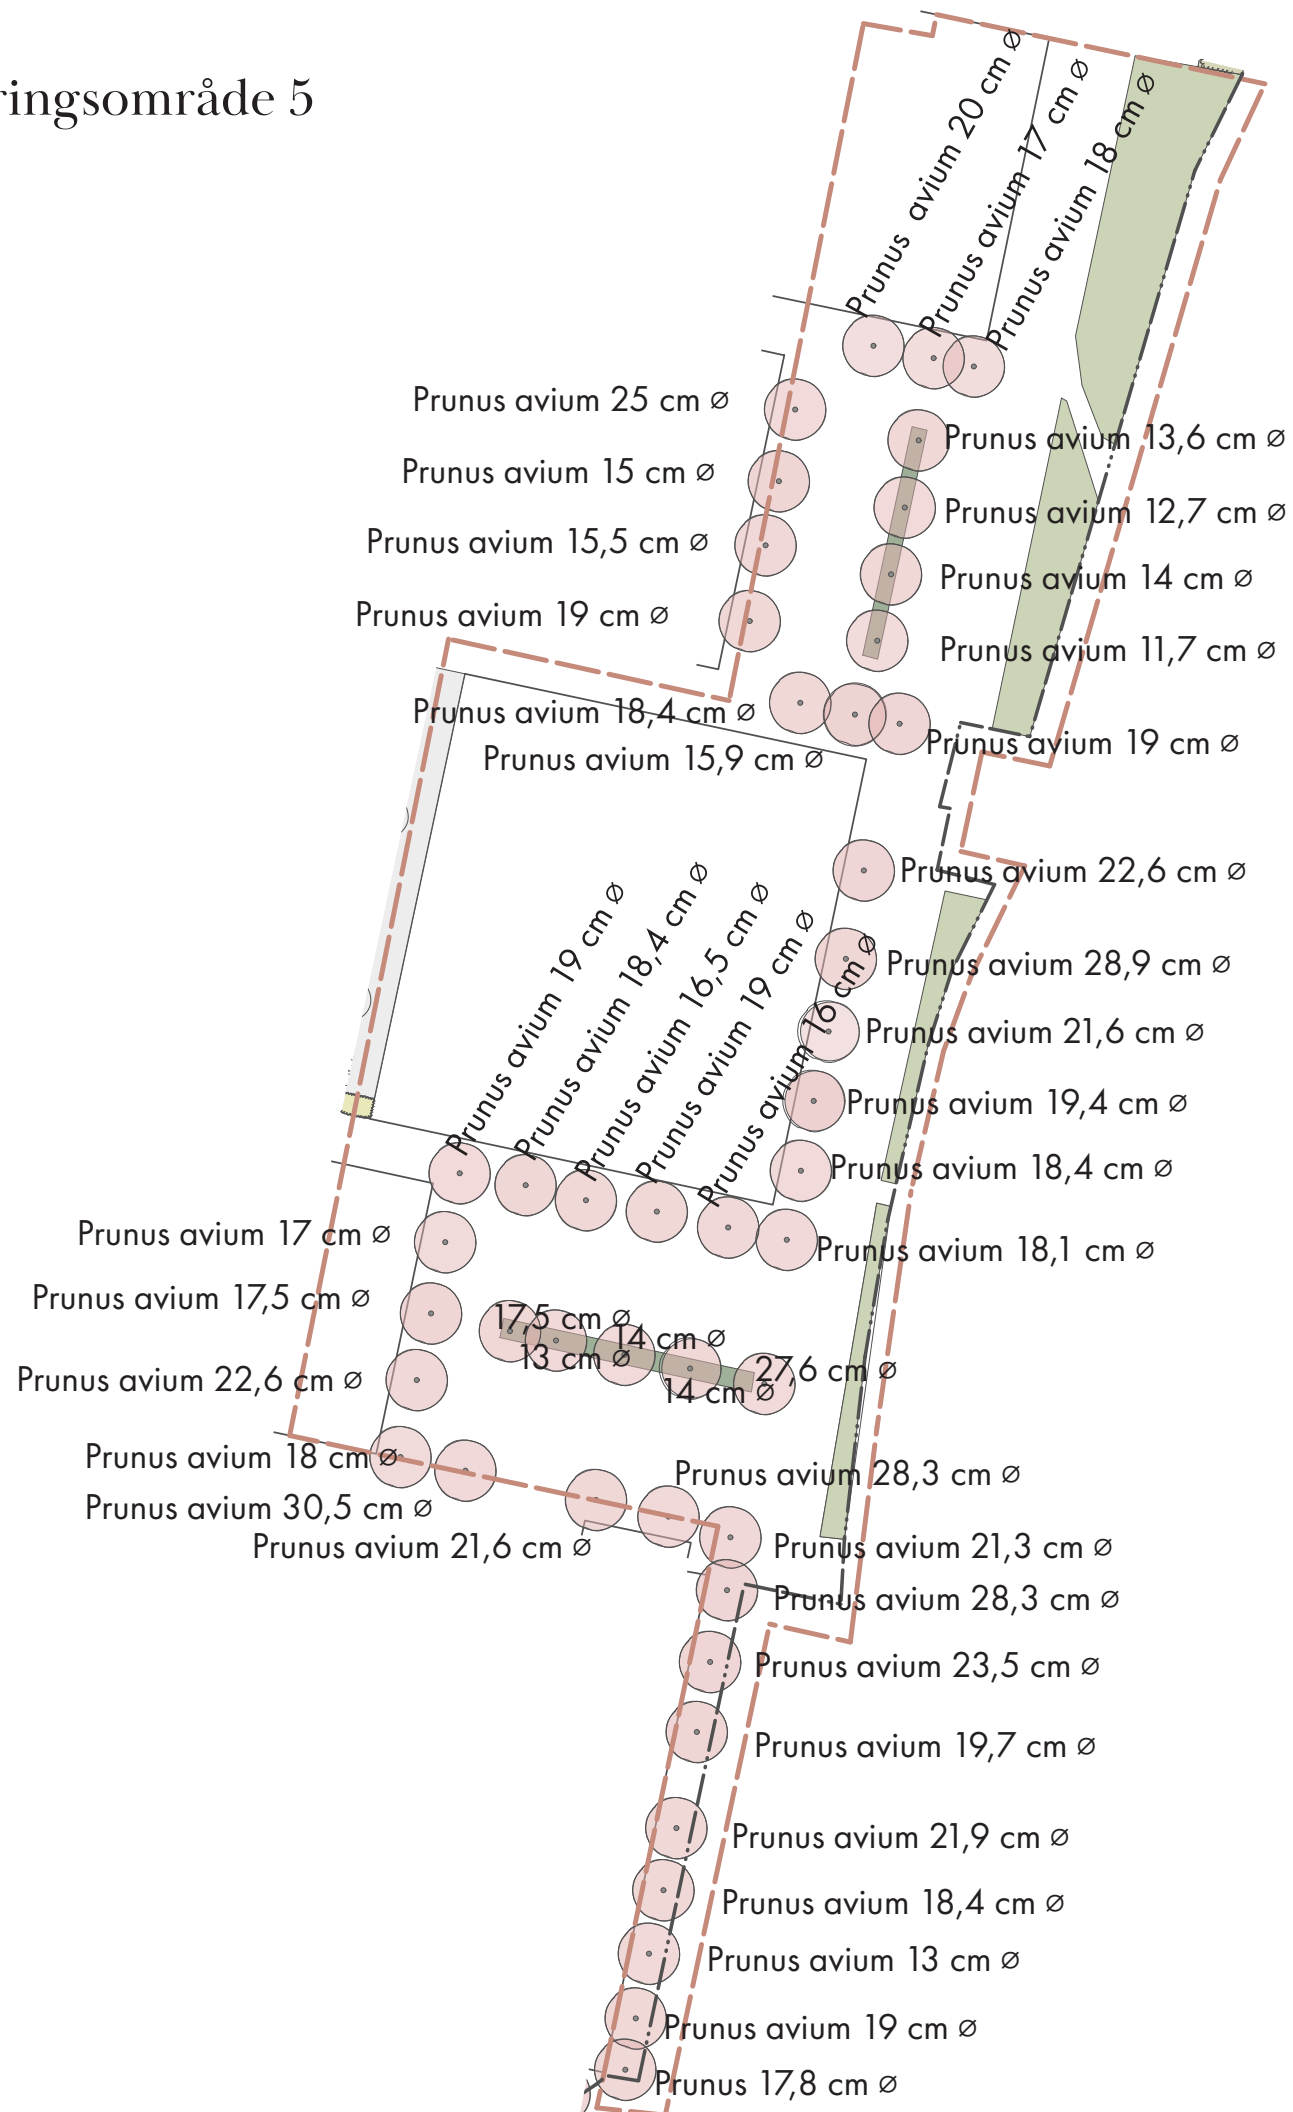 ringsområde 5
Prunus avium 20 cm ⌀
Prunus avium 17 cm ⌀
Prunus avium 18 cm ⌀
Prunus avium 25 cm ⌀
Prunus avium 13,6 cm ⌀
Prunus avium 15 cm ⌀
Prunus avium 12,7 cm ⌀
Prunus avium 15,5 cm ⌀
Prunus avium 14 cm ⌀
Prunus avium 19 cm ⌀
Prunus avium 11,7 cm ⌀
Prunus avium 18,4 cm ⌀
Prunus avium 19 cm ⌀
Prunus avium 15,9 cm ⌀
Prunus avium 22,6 cm ⌀
Prunus avium 19 cm ⌀
Prunus avium 18,4 cm ⌀
Prunus avium 16,5 cm ⌀
Prunus avium 19 cm ⌀
Prunus avium 16 cm ⌀
Prunus avium 28,9 cm ⌀
Prunus avium 21,6 cm ⌀
Prunus avium 19,4 cm ⌀
Prunus avium 18,4 cm ⌀
Prunus avium 17 cm ⌀
Prunus avium 18,1 cm ⌀
Prunus avium 17,5 cm ⌀
17,5 cm ⌀
14 cm ⌀
13 cm ⌀
27,6 cm ⌀
14 cm ⌀
Prunus avium 22,6 cm ⌀
Prunus avium 18 cm ⌀
Prunus avium 28,3 cm ⌀
Prunus avium 30,5 cm ⌀
Prunus avium 21,6 cm ⌀
Prunus avium 21,3 cm ⌀
Prunus avium 28,3 cm ⌀
Prunus avium 23,5 cm ⌀
Prunus avium 19,7 cm ⌀
Prunus avium 21,9 cm ⌀
Prunus avium 18,4 cm ⌀
Prunus avium 13 cm ⌀
Prunus avium 19 cm ⌀
Prunus 17,8 cm ⌀